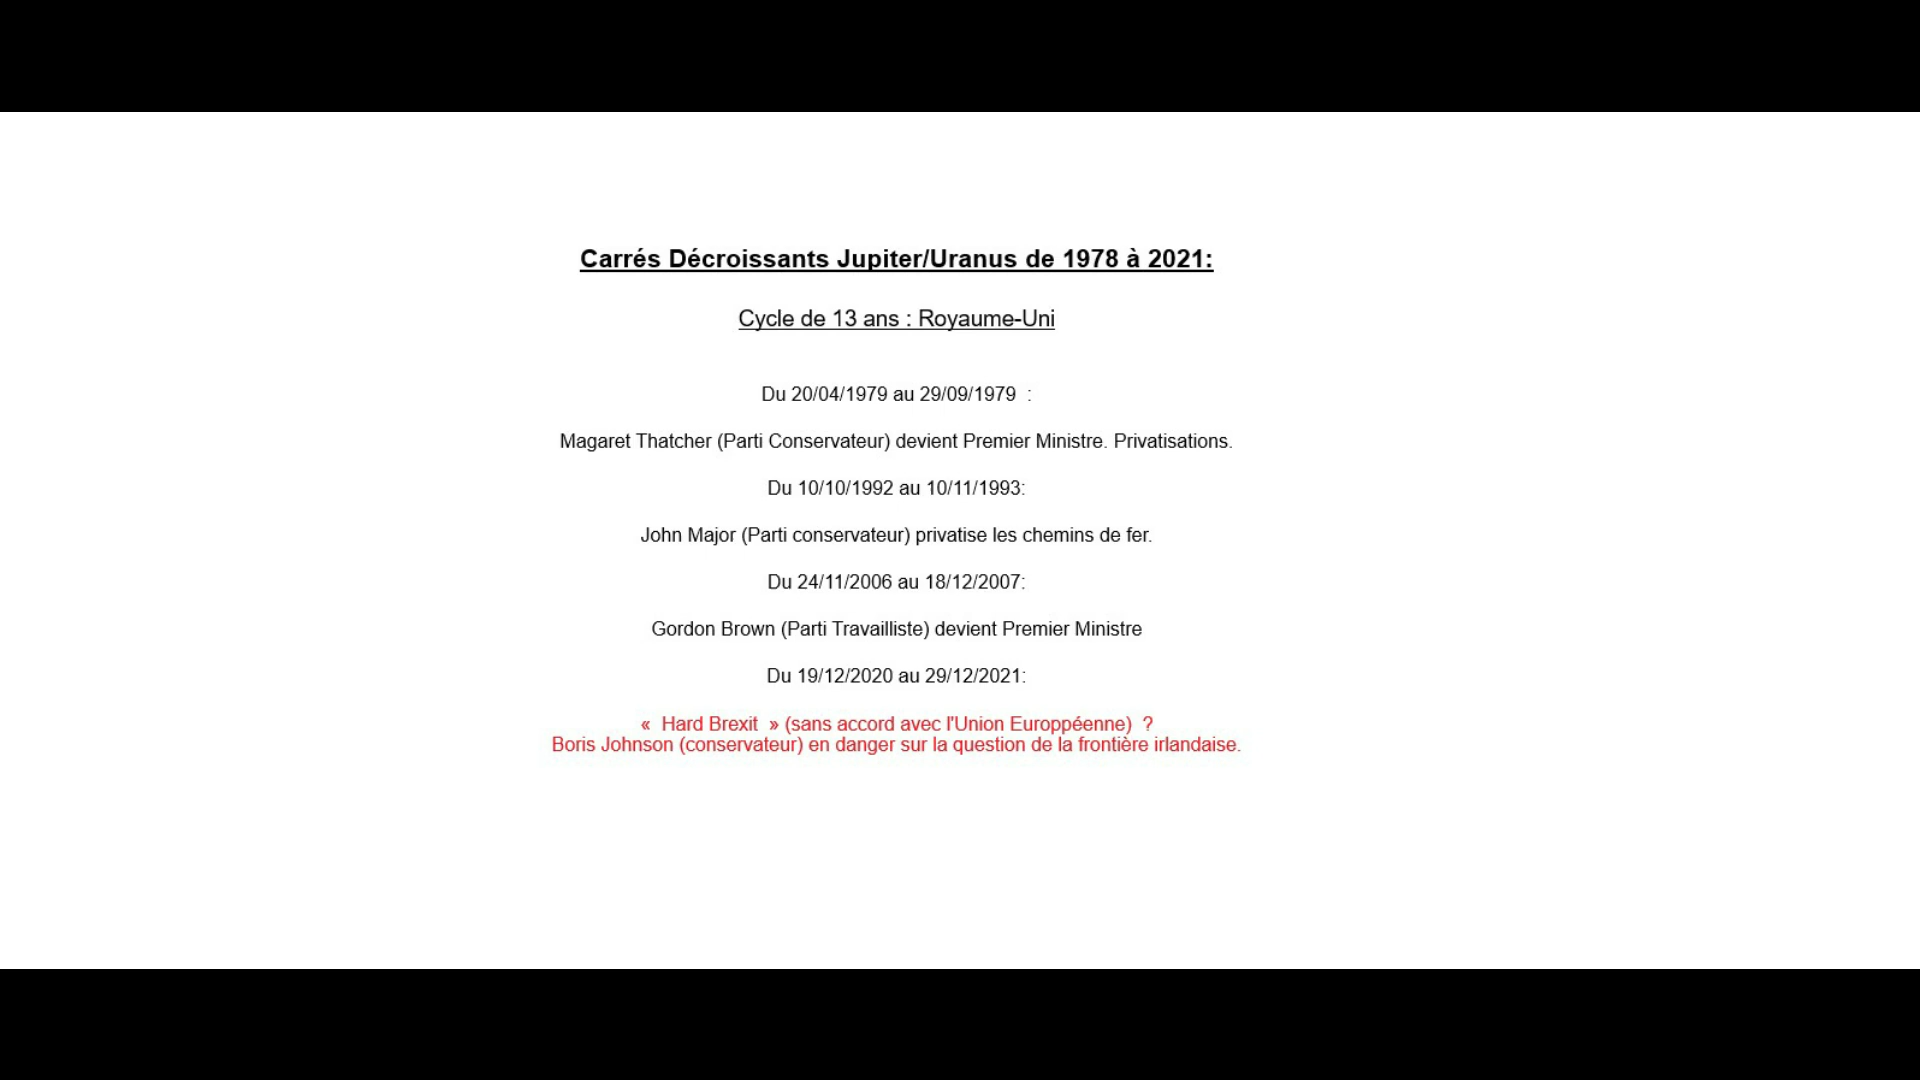 Carrés Décroissants Jupiter/Uranus de 1978 à 2021:
Cycle de 13 ans : Royaume-Uni
Du 20/04/1979 au 29/09/1979  :
Magaret Thatcher (Parti Conservateur) devient Premier Ministre. Privatisations.
Du 10/10/1992 au 10/11/1993:
John Major (Parti conservateur) privatise les chemins de fer.
Du 24/11/2006 au 18/12/2007:
Gordon Brown (Parti Travailliste) devient Premier Ministre
Du 19/12/2020 au 29/12/2021:
«  Hard Brexit  » (sans accord avec l'Union Europpéenne)  ?
Boris Johnson (conservateur) en danger sur la question de la frontière irlandaise.